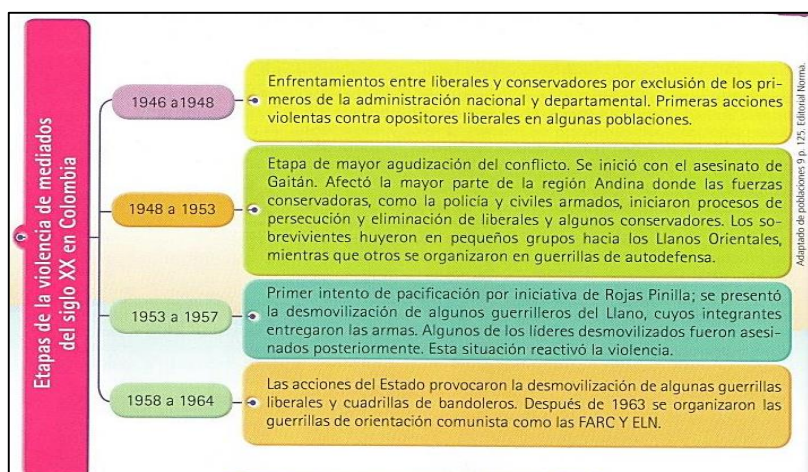 Etapas de la violencia de mediados
del siglo XX en Colombia
1946 a1948
Enfrentamientos entre liberales y conservadores por exclusión de los pri-
meros de la administración nacional y departamental. Primeras acciones
violentas contra opositores liberales en algunas poblaciones.
1948 a 1953
Etapa de mayor agudización del conflicto. Se inició con el asesinato de
Gaitán. Afectó la mayor parte de la región Andina donde las fuerzas
conservadoras, como la policía y civiles armados, iniciaron procesos de
persecución y eliminación de liberales y algunos conservadores. Los so-
brevivientes huyeron en pequeños grupos hacia los Llanos Orientales,
mientras que otros se organizaron en guerrillas de autodefensa.
1953 a 1957
Primer intento de pacificación por iniciativa de Rojas Pinilla; se presentó
la desmovilización de algunos guerrilleros del Llano, cuyos integrantes
entregaron las armas. Algunos de los líderes desmovilizados fueron asesi-
nados posteriormente. Esta situación reactivó la violencia.
1958 a 1964
Las acciones del Estado provocaron la desmovilización de algunas guerrillas
liberales y cuadrillas de bandoleros. Después de 1963 se organizaron las
guerrillas de orientación comunista como las FARC Y ELN.
Adaptado de poblaciones 9 p. 125. Editorial Norma.